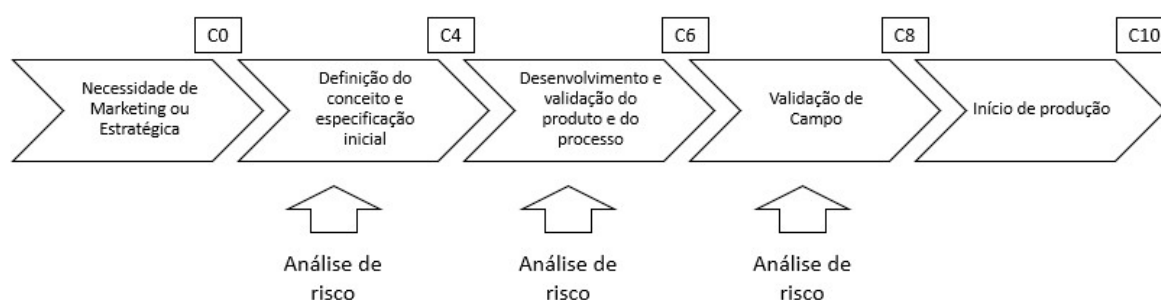 C0
C4
C6
C8
C10
Necessidade de
Marketing ou
Estratégica
Definição do
conceito e
especificação
inicial
Desenvolvimento e
validação do
produto e do
processo
Validação de
Campo
Início de produção
Análise de
risco
Análise de
risco
Análise de
risco